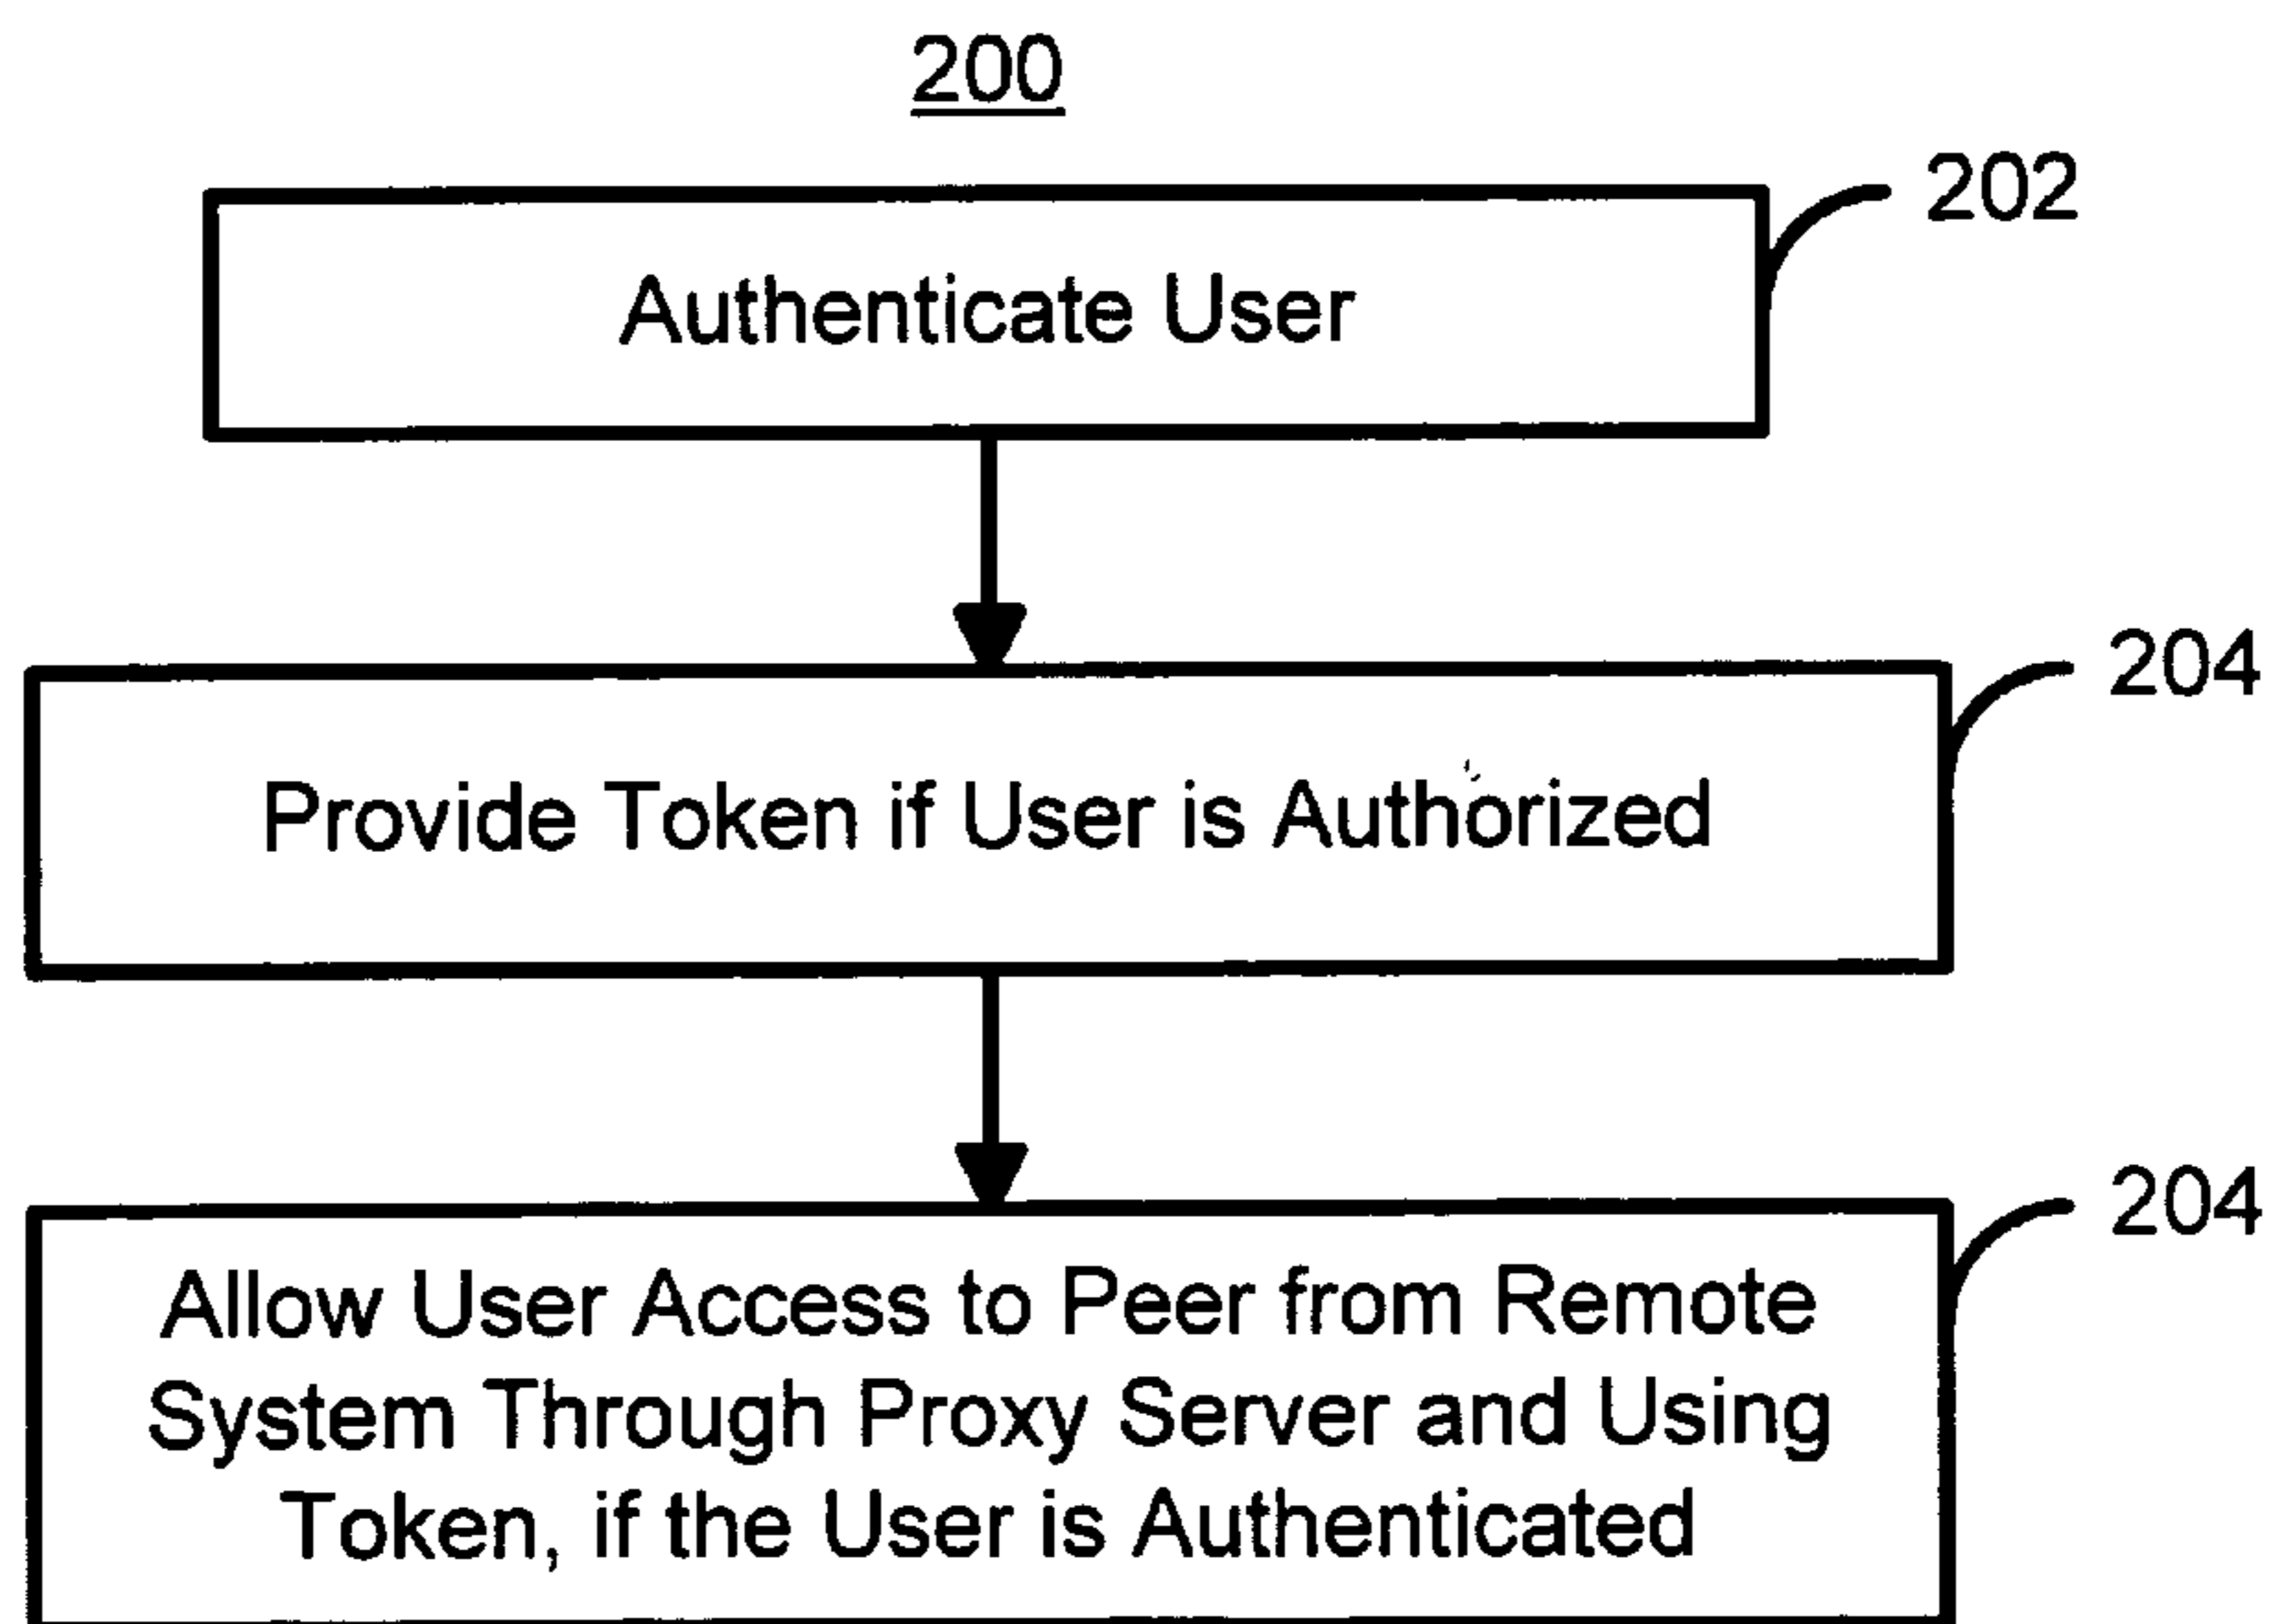 200
202
Authenticate User
204
Provide Token if User is Authorized
204
Allow User Access to Peer from Remote
System Through Proxy Server and Using
Token, if the User is Authenticated